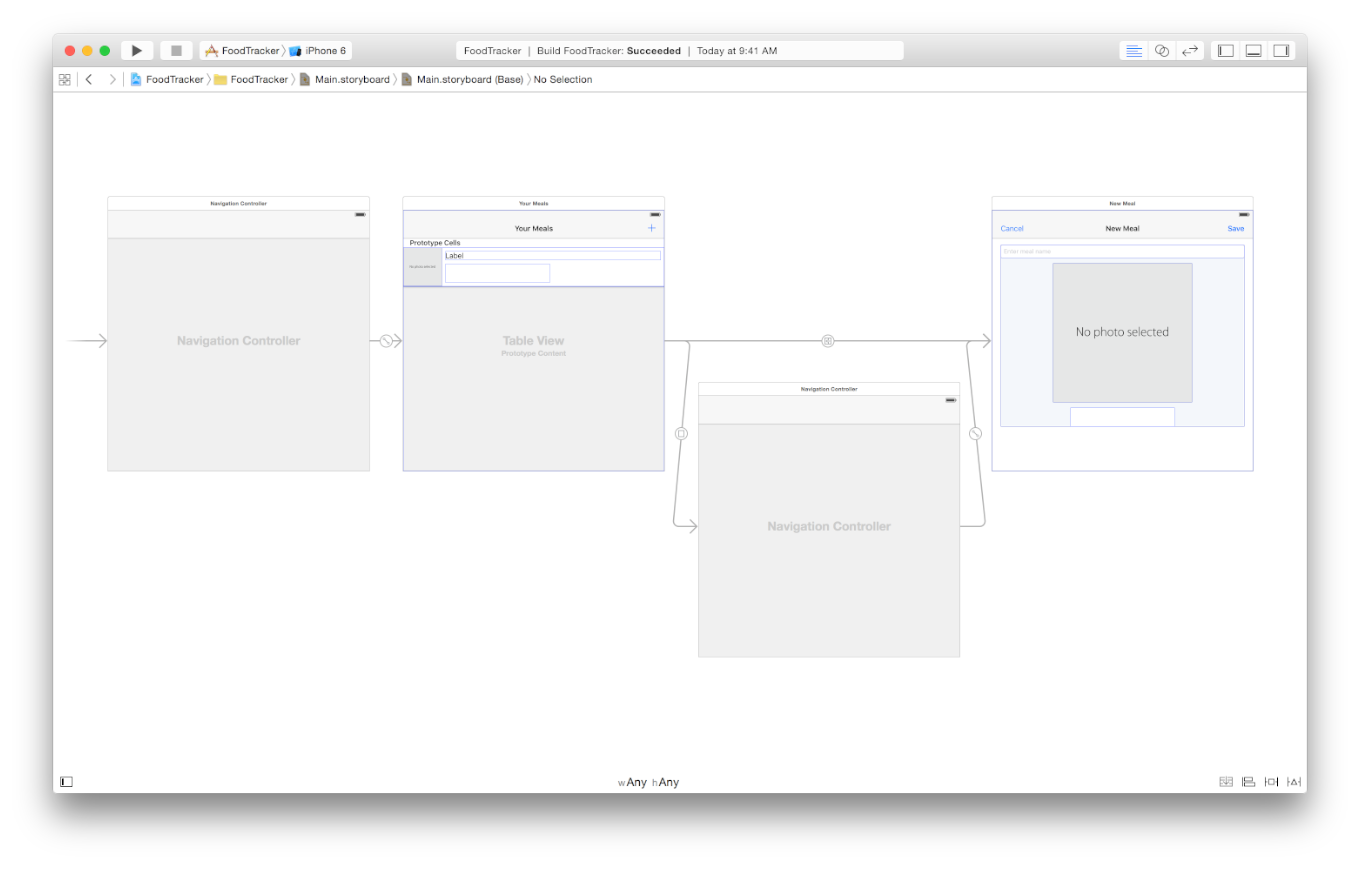 FoodTracker iPhone 6
FoodTracker | Build FoodTracker: Succeeded | Today at 9:41 AM
FoodTracker FoodTracker Main.storyboard Main.storyboard (Base) No Selection
Navigation Controller
Navigation Controller
Your Meals
Your Meals
Prototype Cells
No photo selected
Label
Table View
Prototype Content
Navigation Controller
Navigation Controller
New Meal
Cancel New Meal Save
Enter meal name
No photo selected
wAny hAny